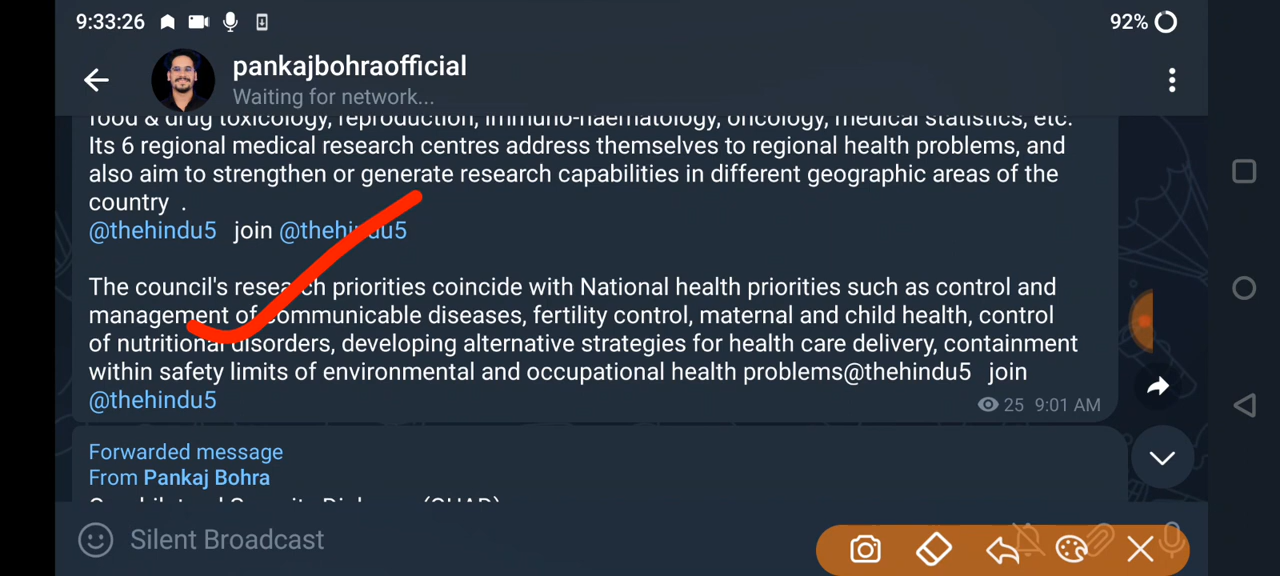 9:33:26
92%
pankajbohraofficial
Waiting for network...
food & drug toxicology, reproduction, immuno-haematology, oncology, medical statistics, etc.
Its 6 regional medical research centres address themselves to regional health problems, and
also aim to strengthen or generate research capabilities in different geographic areas of the
country .
@thehindu5 join @thehindu5
The council's research priorities coincide with National health priorities such as control and
management of communicable diseases, fertility control, maternal and child health, control
of nutritional disorders, developing alternative strategies for health care delivery, containment
within safety limits of environmental and occupational health problems@thehindu5 join
@thehindu5
25 9:01 AM
Forwarded message
From Pankaj Bohra
Silent Broadcast